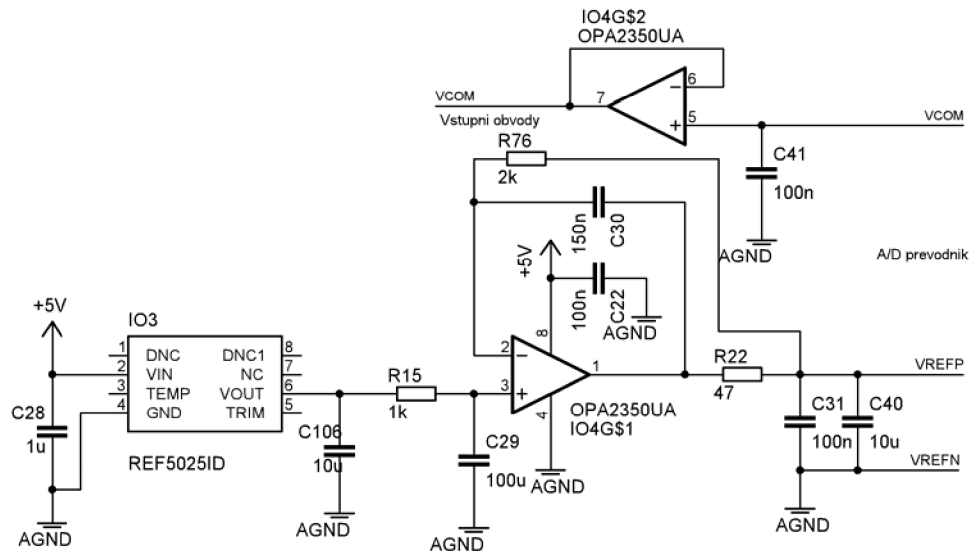 IO4G$2
OPA2350UA
VCOM
7
6
5
VCOM
Vstupni obvody
R76
2k
C41
100n
AGND
150n
C30
A/D prevodnik
+5V
100n
C22
AGND
+5V
IO3
1 DNC DNC1 8
2 VIN NC 7
3 TEMP VOUT 6
4 GND TRIM 5
REF5025ID
C28
1u
AGND
C106
10u
AGND
R15
1k
C29
100u
AGND
2
3
8
1
4
OPA2350UA
IO4G$1
AGND
R22
47
VREFP
C31
100n
C40
10u
VREFN
AGND